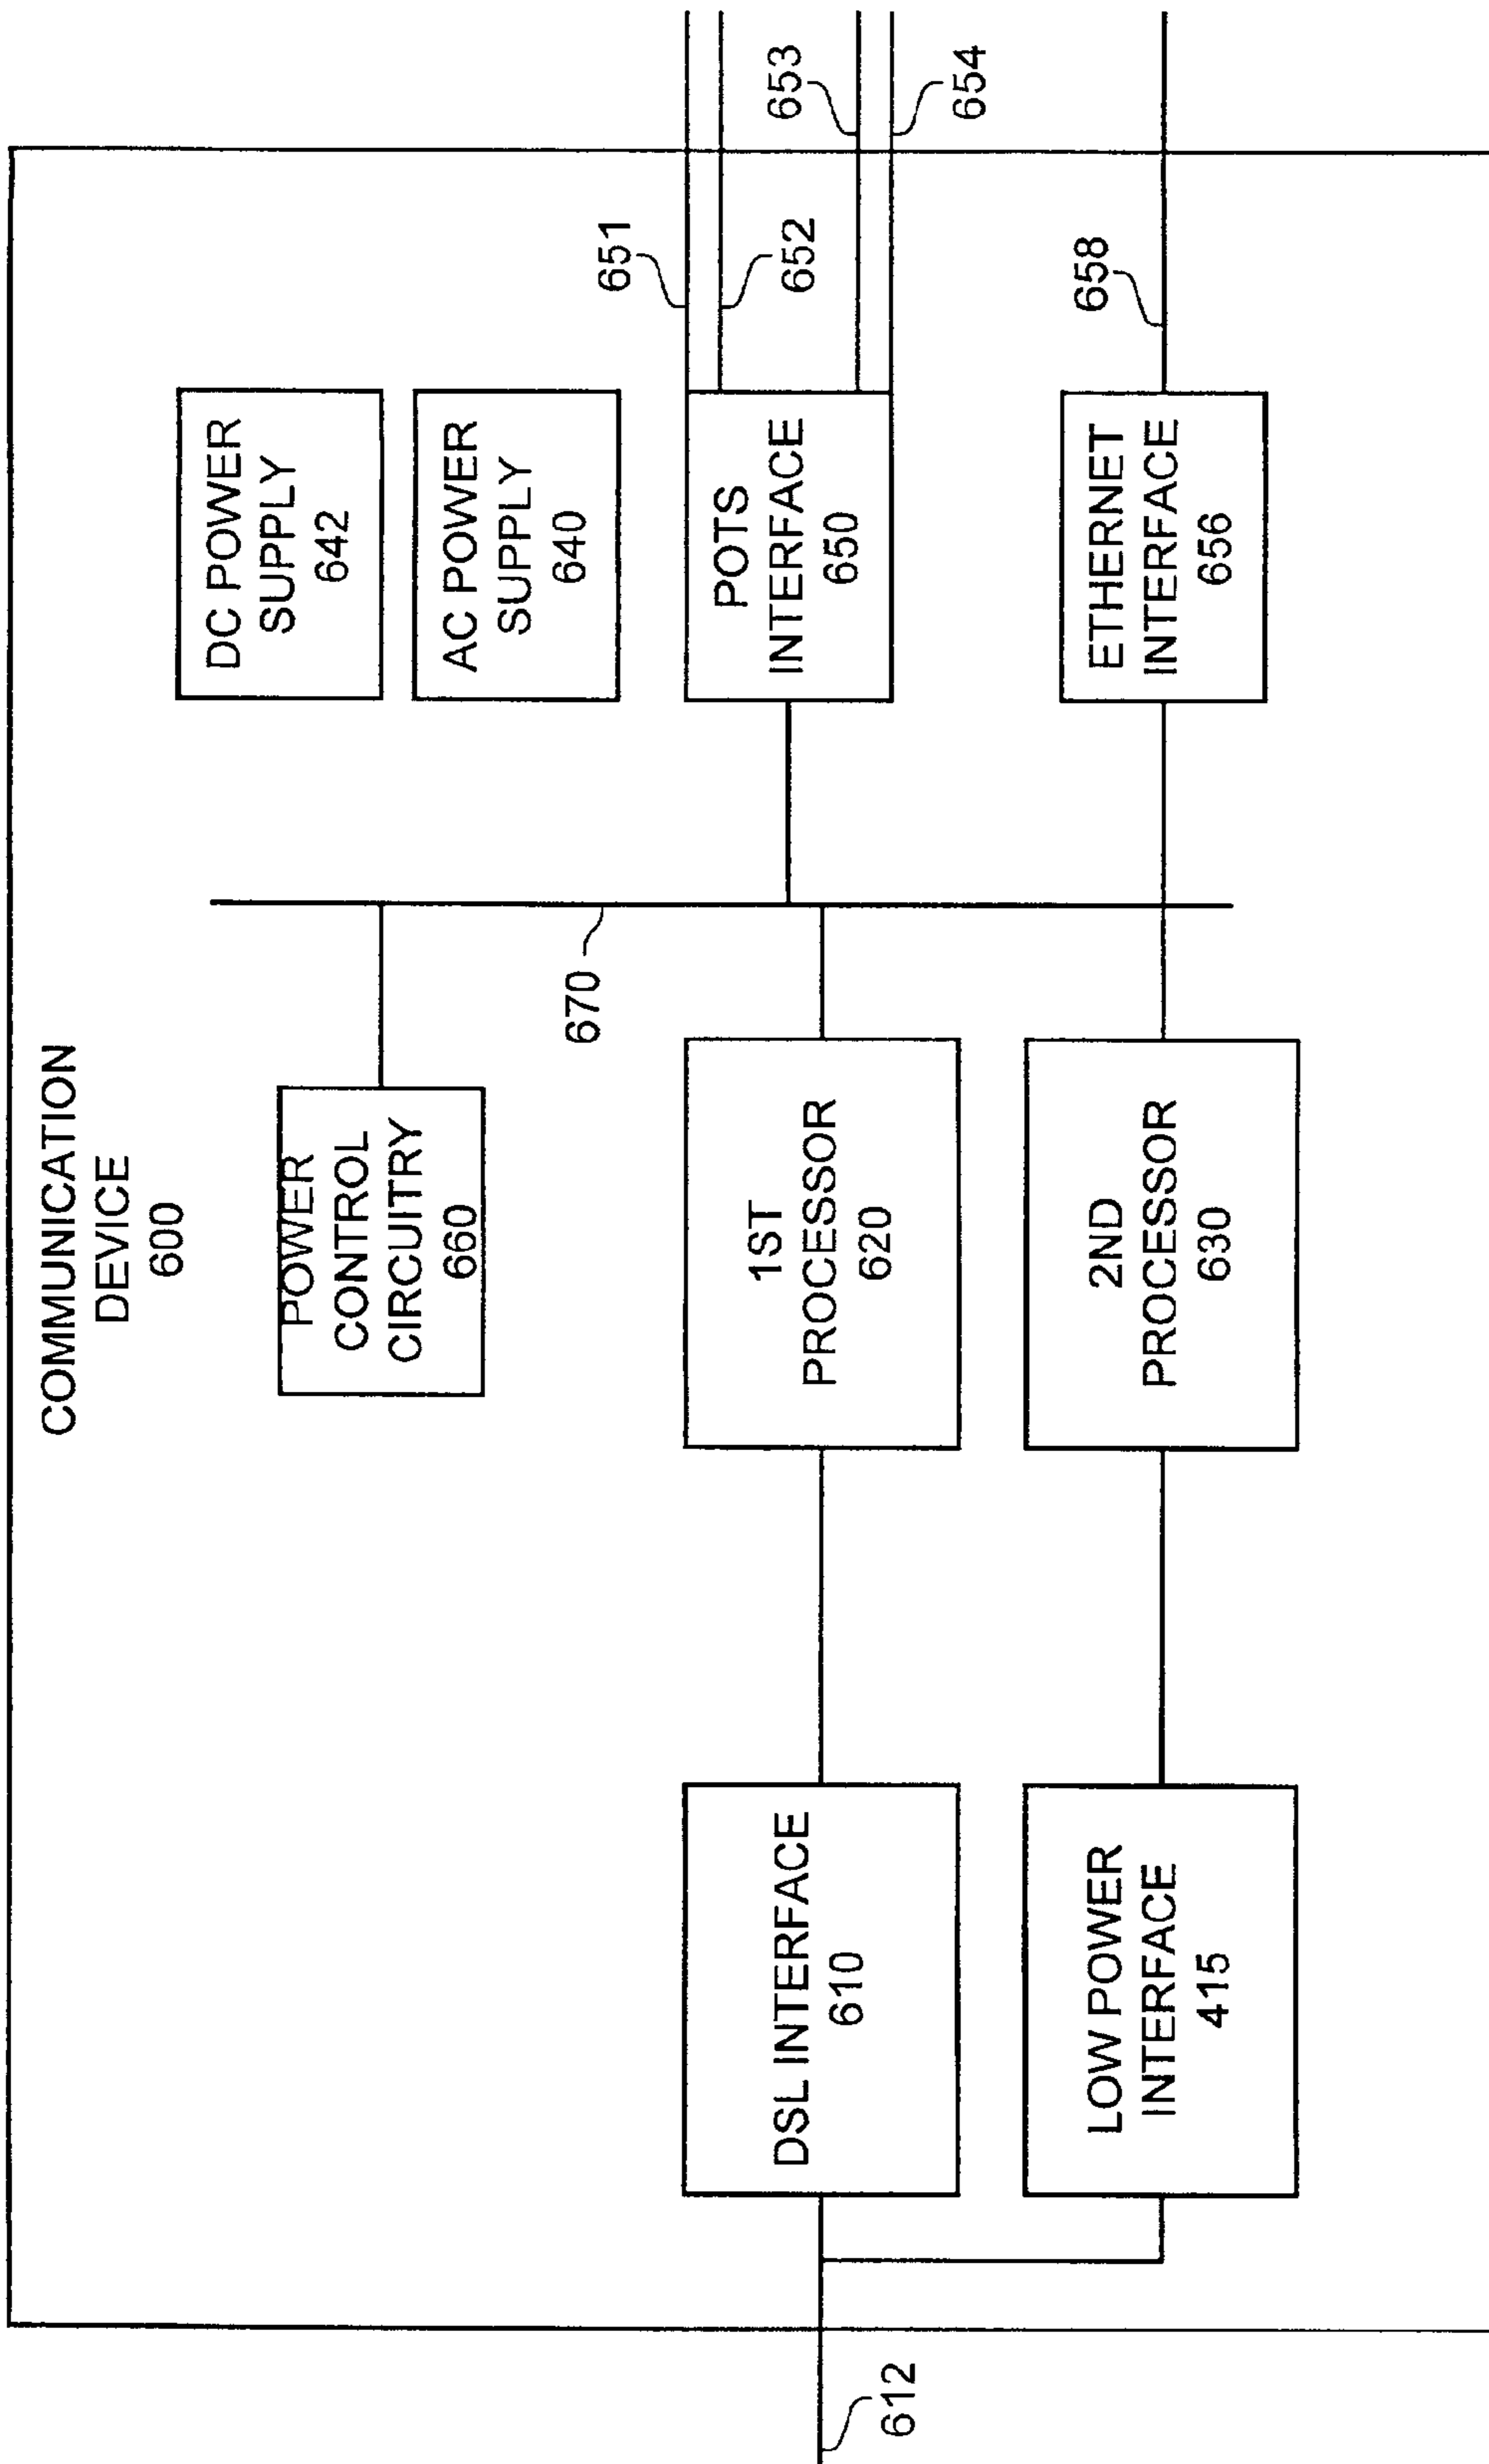 COMMUNICATION
DEVICE
600
POWER
CONTROL
CIRCUITRY
660
DC POWER
SUPPLY
642
AC POWER
SUPPLY
640
670
651
652
653
654
612
DSL INTERFACE
610
1ST
PROCESSOR
620
POTS
INTERFACE
650
LOW POWER
INTERFACE
415
2ND
PROCESSOR
630
ETHERNET
INTERFACE
656
658